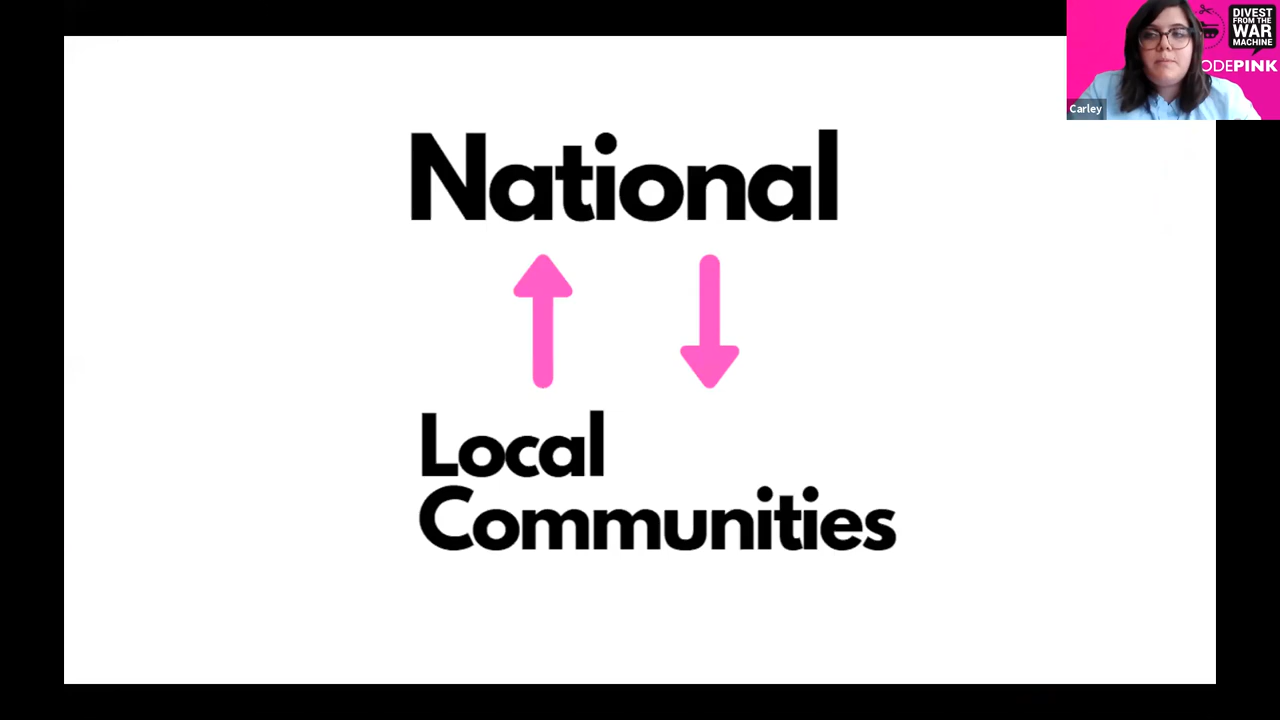 National
Local
Communities
Carley
DIVEST
FROM THE
WAR
MACHINE
ODEPINK